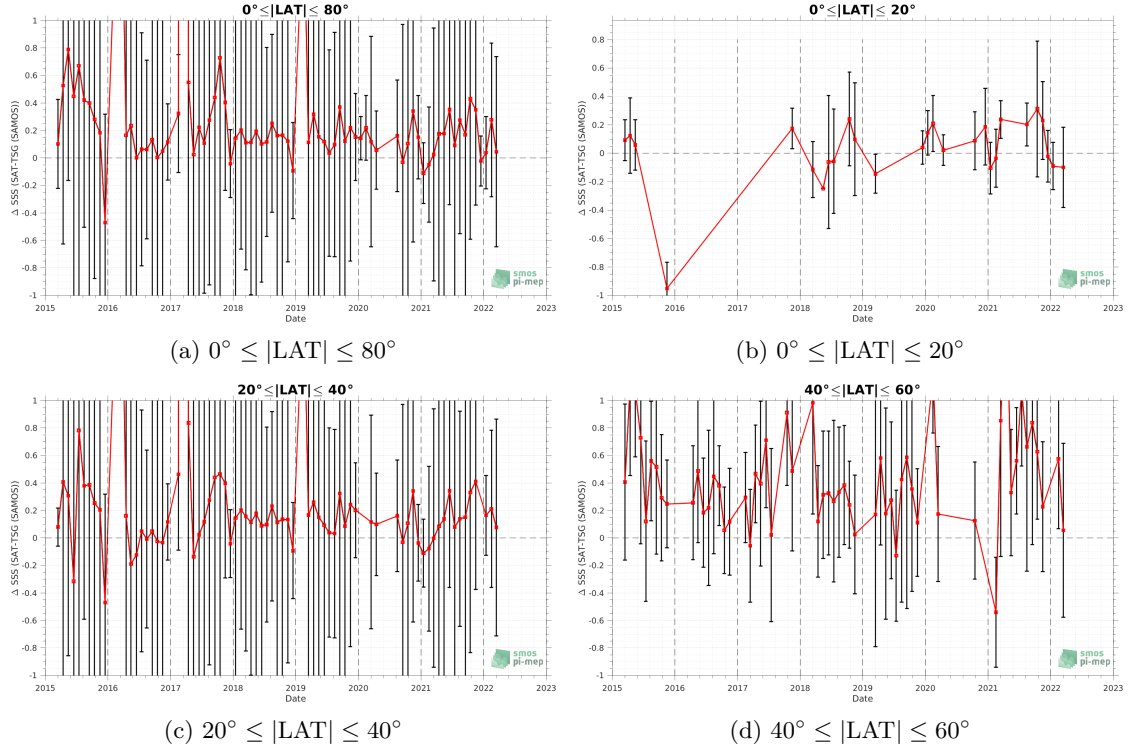 0°≤|LAT|≤ 80°
Δ SSS (SAT-TSG (SAMOS))
1
0.8
0.6
0.4
0.2
0
-0.2
-0.4
-0.6
-0.8
-1
2015 2016 2017 2018 2019 2020 2021 2022 2023
Date
smos
pi-mep
(a) 0° ≤ |LAT| ≤ 80°
0°≤|LAT|≤ 20°
Δ SSS (SAT-TSG (SAMOS))
0.8
0.6
0.4
0.2
0
-0.2
-0.4
-0.6
-0.8
-1
2015 2016 2017 2018 2019 2020 2021 2022 2023
Date
smos
pi-mep
(b) 0° ≤ |LAT| ≤ 20°
20°≤|LAT|≤ 40°
Δ SSS (SAT-TSG (SAMOS))
1
0.8
0.6
0.4
0.2
0
-0.2
-0.4
-0.6
-0.8
-1
2015 2016 2017 2018 2019 2020 2021 2022 2023
Date
smos
pi-mep
(c) 20° ≤ |LAT| ≤ 40°
40°≤|LAT|≤ 60°
Δ SSS (SAT-TSG (SAMOS))
1
0.8
0.6
0.4
0.2
0
-0.2
-0.4
-0.6
-0.8
-1
2015 2016 2017 2018 2019 2020 2021 2022 2023
Date
smos
pi-mep
(d) 40° ≤ |LAT| ≤ 60°